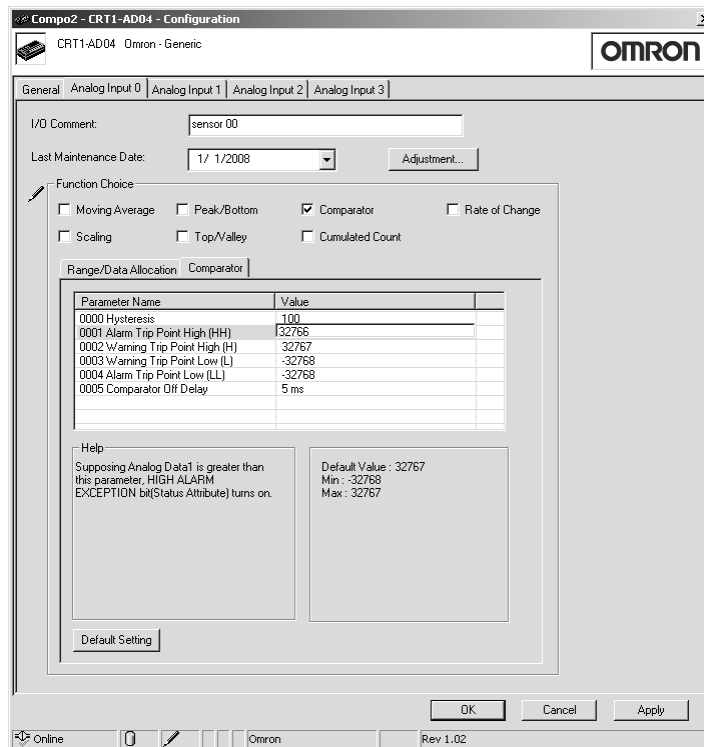 Compo2 - CRT1-AD04 - Configuration
CRT1-AD04 Omron - Generic
OMRON
General Analog Input 0 Analog Input 1 Analog Input 2 Analog Input 3
I/O Comment: sensor 00
Last Maintenance Date: 1/ 1/2008 Adjustment...
Function Choice
Moving Average Peak/Bottom Comparator Rate of Change
Scaling Top/Valley Cumulated Count
Range/Data Allocation Comparator
Parameter Name Value
0000 Hysteresis 100
0001 Alarm Trip Point High (HH) 32766
0002 Warning Trip Point High (H) 32767
0003 Warning Trip Point Low (L) -32768
0004 Alarm Trip Point Low (LL) -32768
0005 Comparator Off Delay 5 ms
Help
Supposing Analog Data1 is greater than
this parameter, HIGH ALARM
EXCEPTION bit(Status Attribute) turns on.
Default Value : 32767
Min : -32768
Max : 32767
Default Setting
OK Cancel Apply
Online Omron Rev 1.02